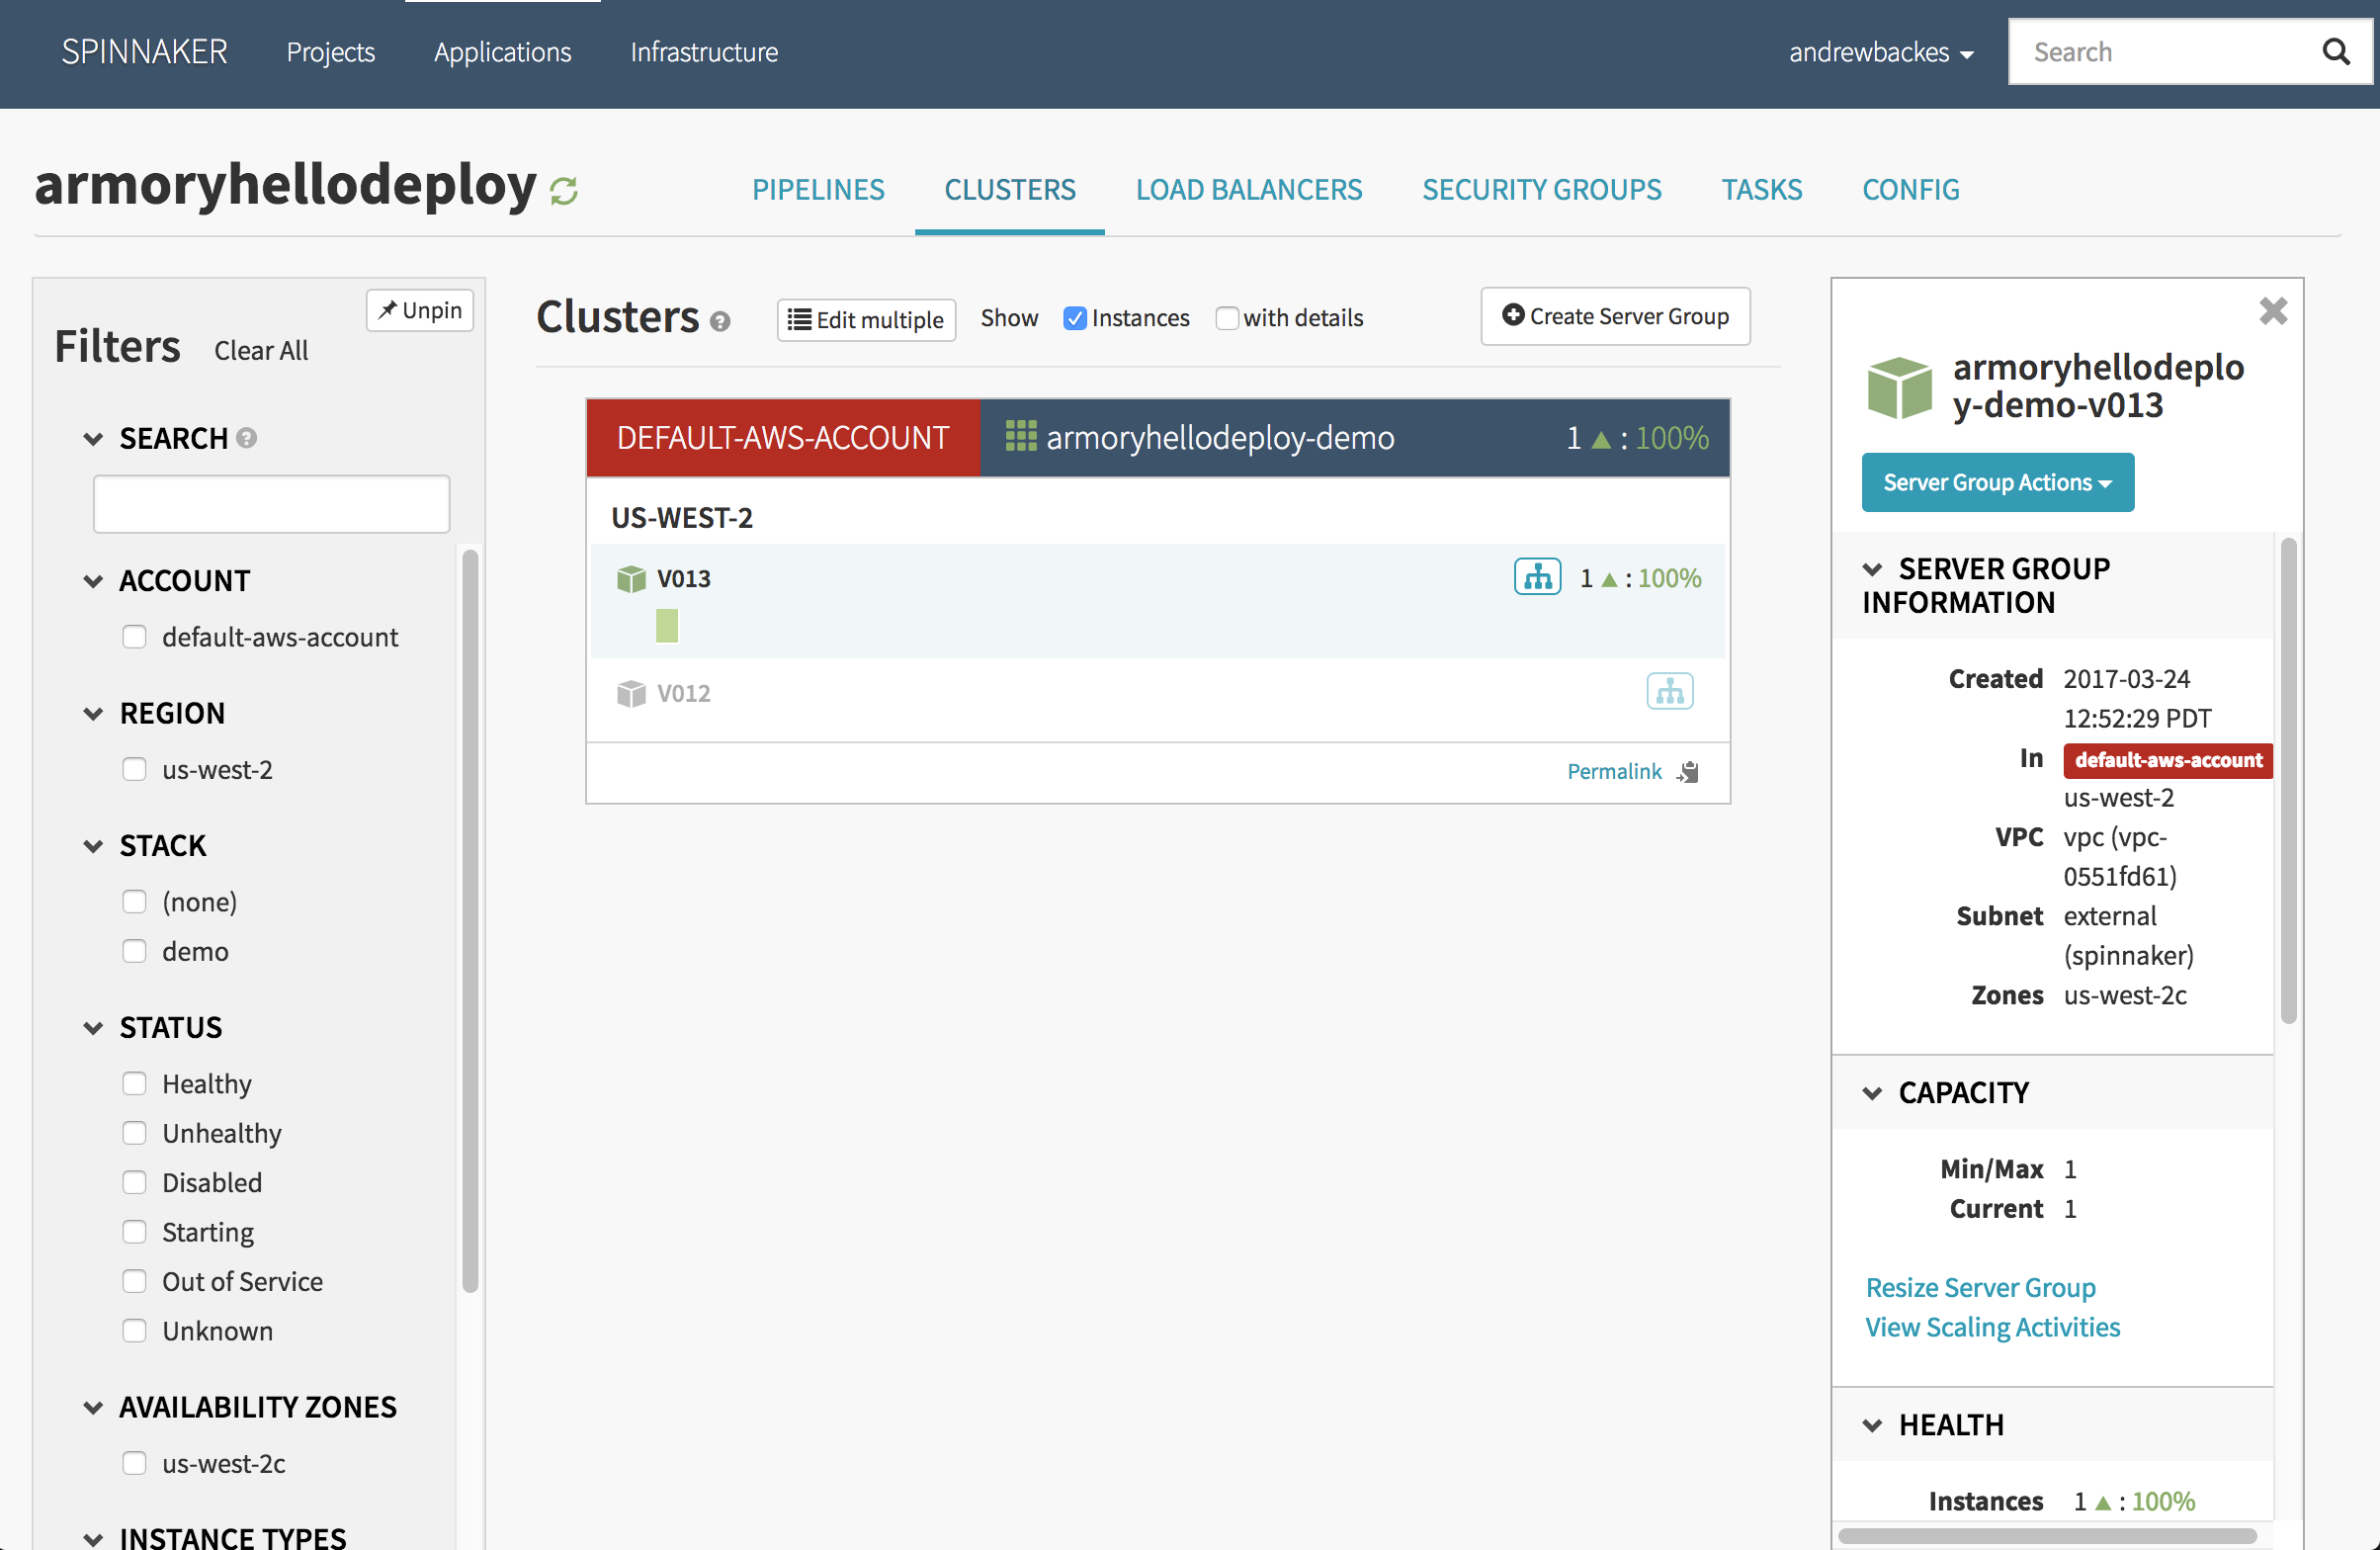 SPINNAKER Projects Applications Infrastructure andrewbackes Search
armoryhellodeploy PIPELINES CLUSTERS LOAD BALANCERS SECURITY GROUPS TASKS CONFIG
Unpin
Filters Clear All
SEARCH
ACCOUNT
default-aws-account
REGION
us-west-2
STACK
(none)
demo
STATUS
Healthy
Unhealthy
Disabled
Starting
Out of Service
Unknown
AVAILABILITY ZONES
us-west-2c
INSTANCE TYPES
Clusters Edit multiple Show Instances with details Create Server Group
DEFAULT-AWS-ACCOUNT armoryhellodeploy-demo 1 ▲ : 100%
US-WEST-2
V013 1 ▲ : 100%
V012
Permalink
armoryhellodeplo
y-demo-v013
Server Group Actions
SERVER GROUP
INFORMATION
Created 2017-03-24
12:52:29 PDT
In default-aws-account
us-west-2
VPC vpc (vpc-
0551fd61)
Subnet external
(spinnaker)
Zones us-west-2c
CAPACITY
Min/Max 1
Current 1
Resize Server Group
View Scaling Activities
HEALTH
Instances 1 ▲ : 100%